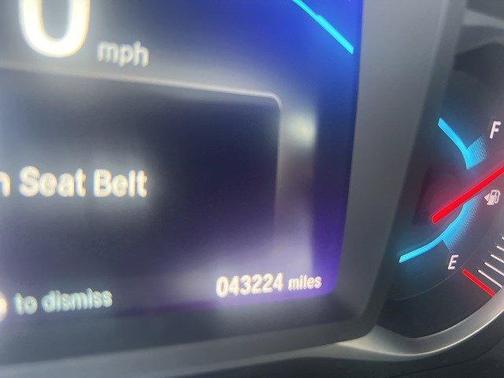 0 mph
F
Seat Belt
E
to dismiss
043224 miles